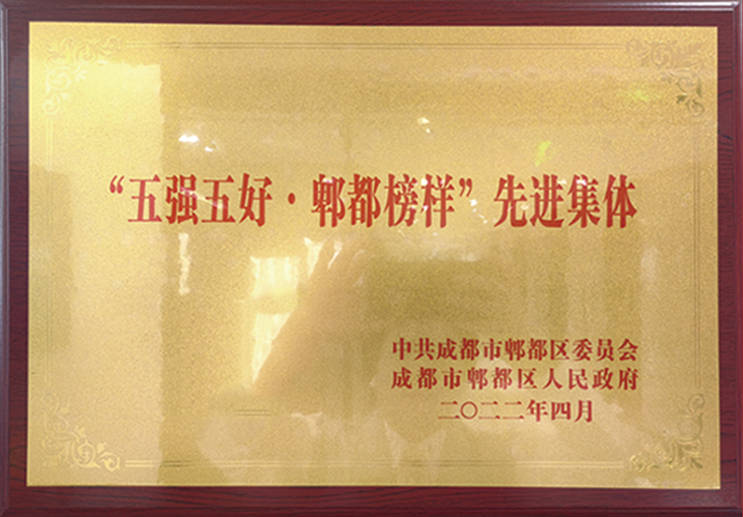 “五强五好·郫都榜样”先进集体
中共成都市郫都区委员会
成都市郫都区人民政府
二〇二二年四月